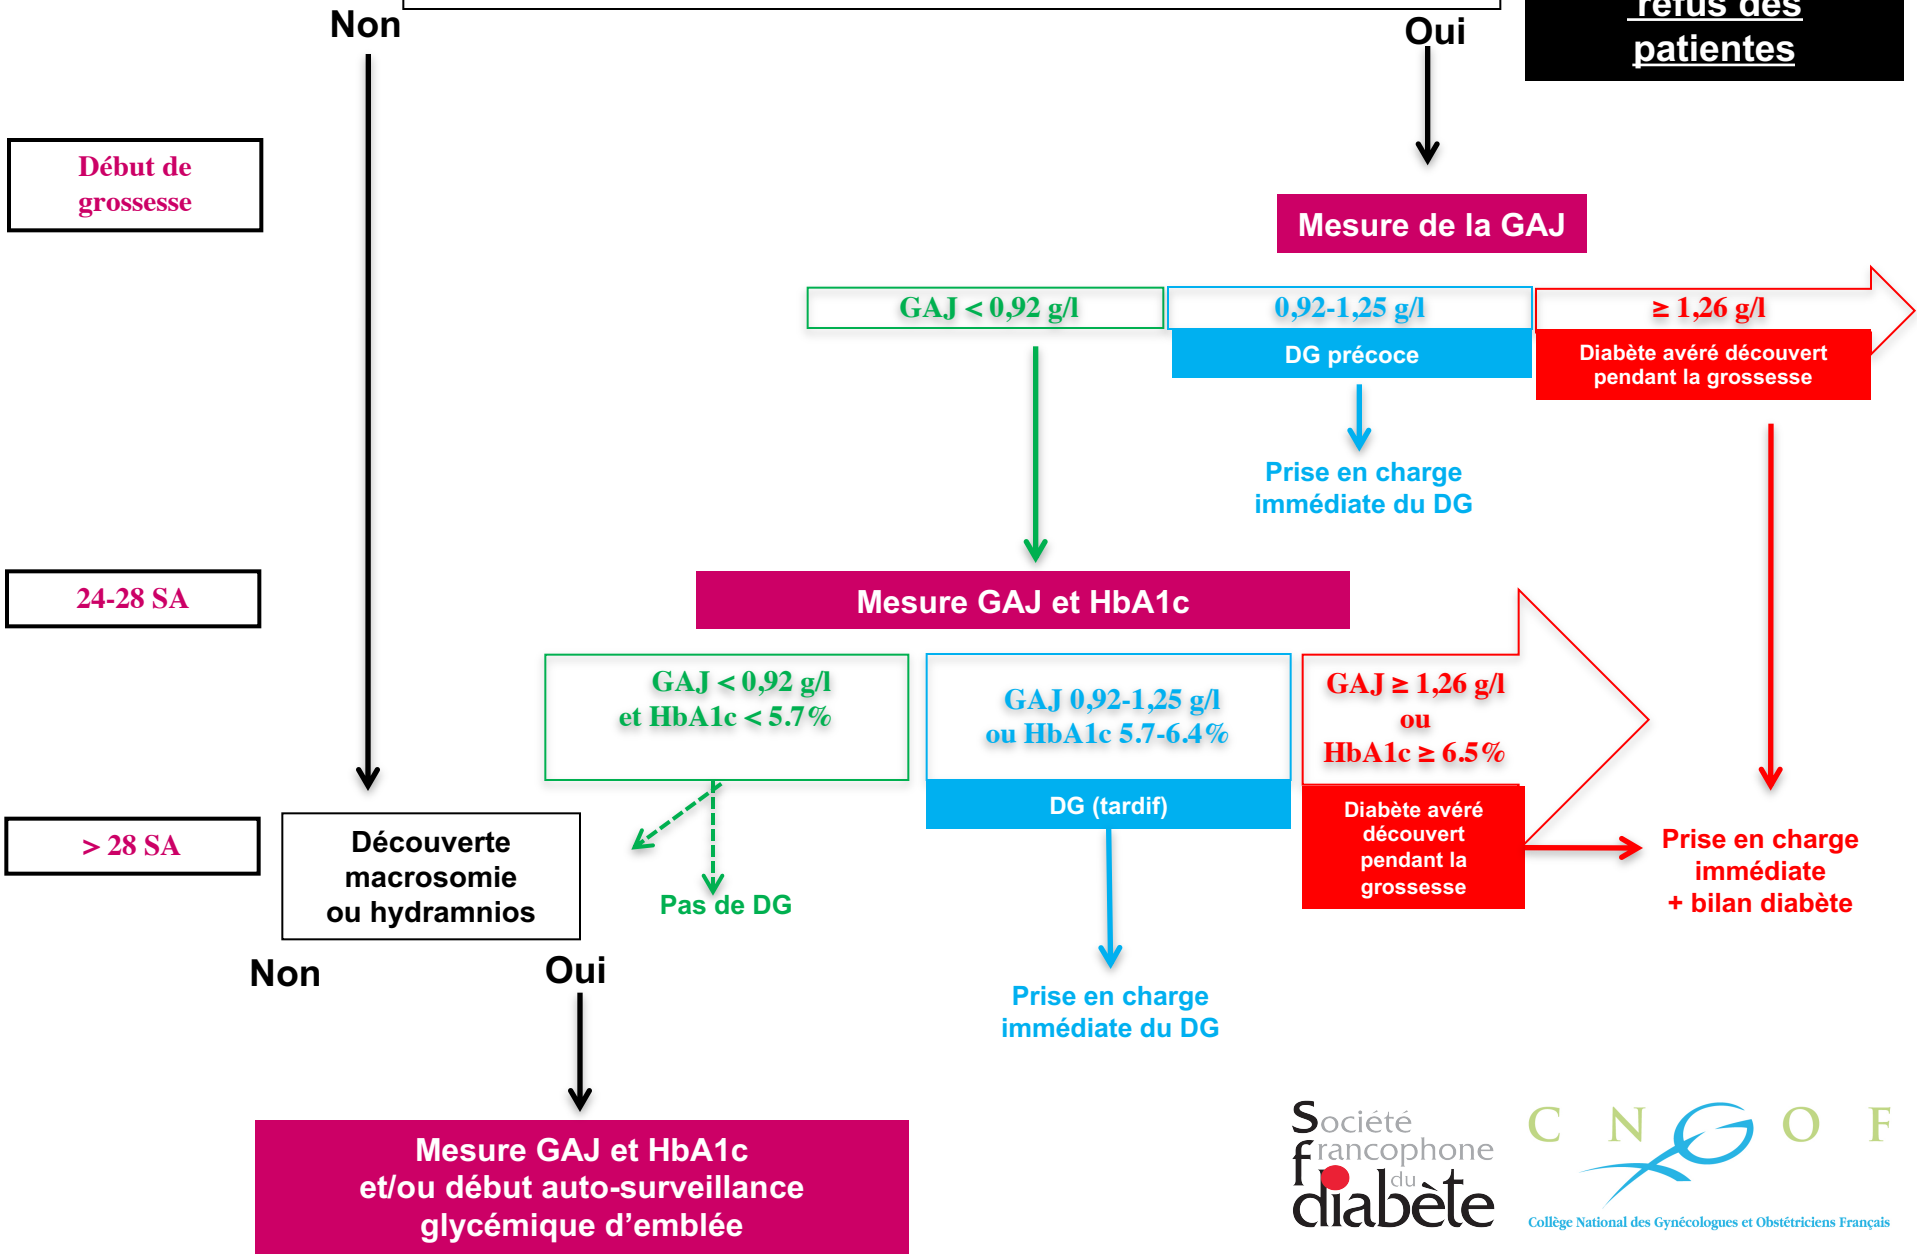 Non
Oui
refus des
patientes
Début de
grossesse
Mesure de la GAJ
GAJ < 0,92 g/l
0,92-1,25 g/l
≥ 1,26 g/l
DG précoce
Diabète avéré découvert
pendant la grossesse
Prise en charge
immédiate du DG
24-28 SA
Mesure GAJ et HbA1c
GAJ < 0,92 g/l
et HbA1c < 5.7%
GAJ 0,92-1,25 g/l
ou HbA1c 5.7-6.4%
GAJ ≥ 1,26 g/l
ou
HbA1c ≥ 6.5%
DG (tardif)
Diabète avéré
découvert
pendant la
grossesse
> 28 SA
Découverte
macrosomie
ou hydramnios
Pas de DG
Prise en charge
immédiate
+ bilan diabète
Non
Oui
Prise en charge
immédiate du DG
Mesure GAJ et HbA1c
et/ou début auto-surveillance
glycémique d'emblée
Société
francophone
du
diabète
C N G O F
Collège National des Gynécologues et Obstétriciens Français